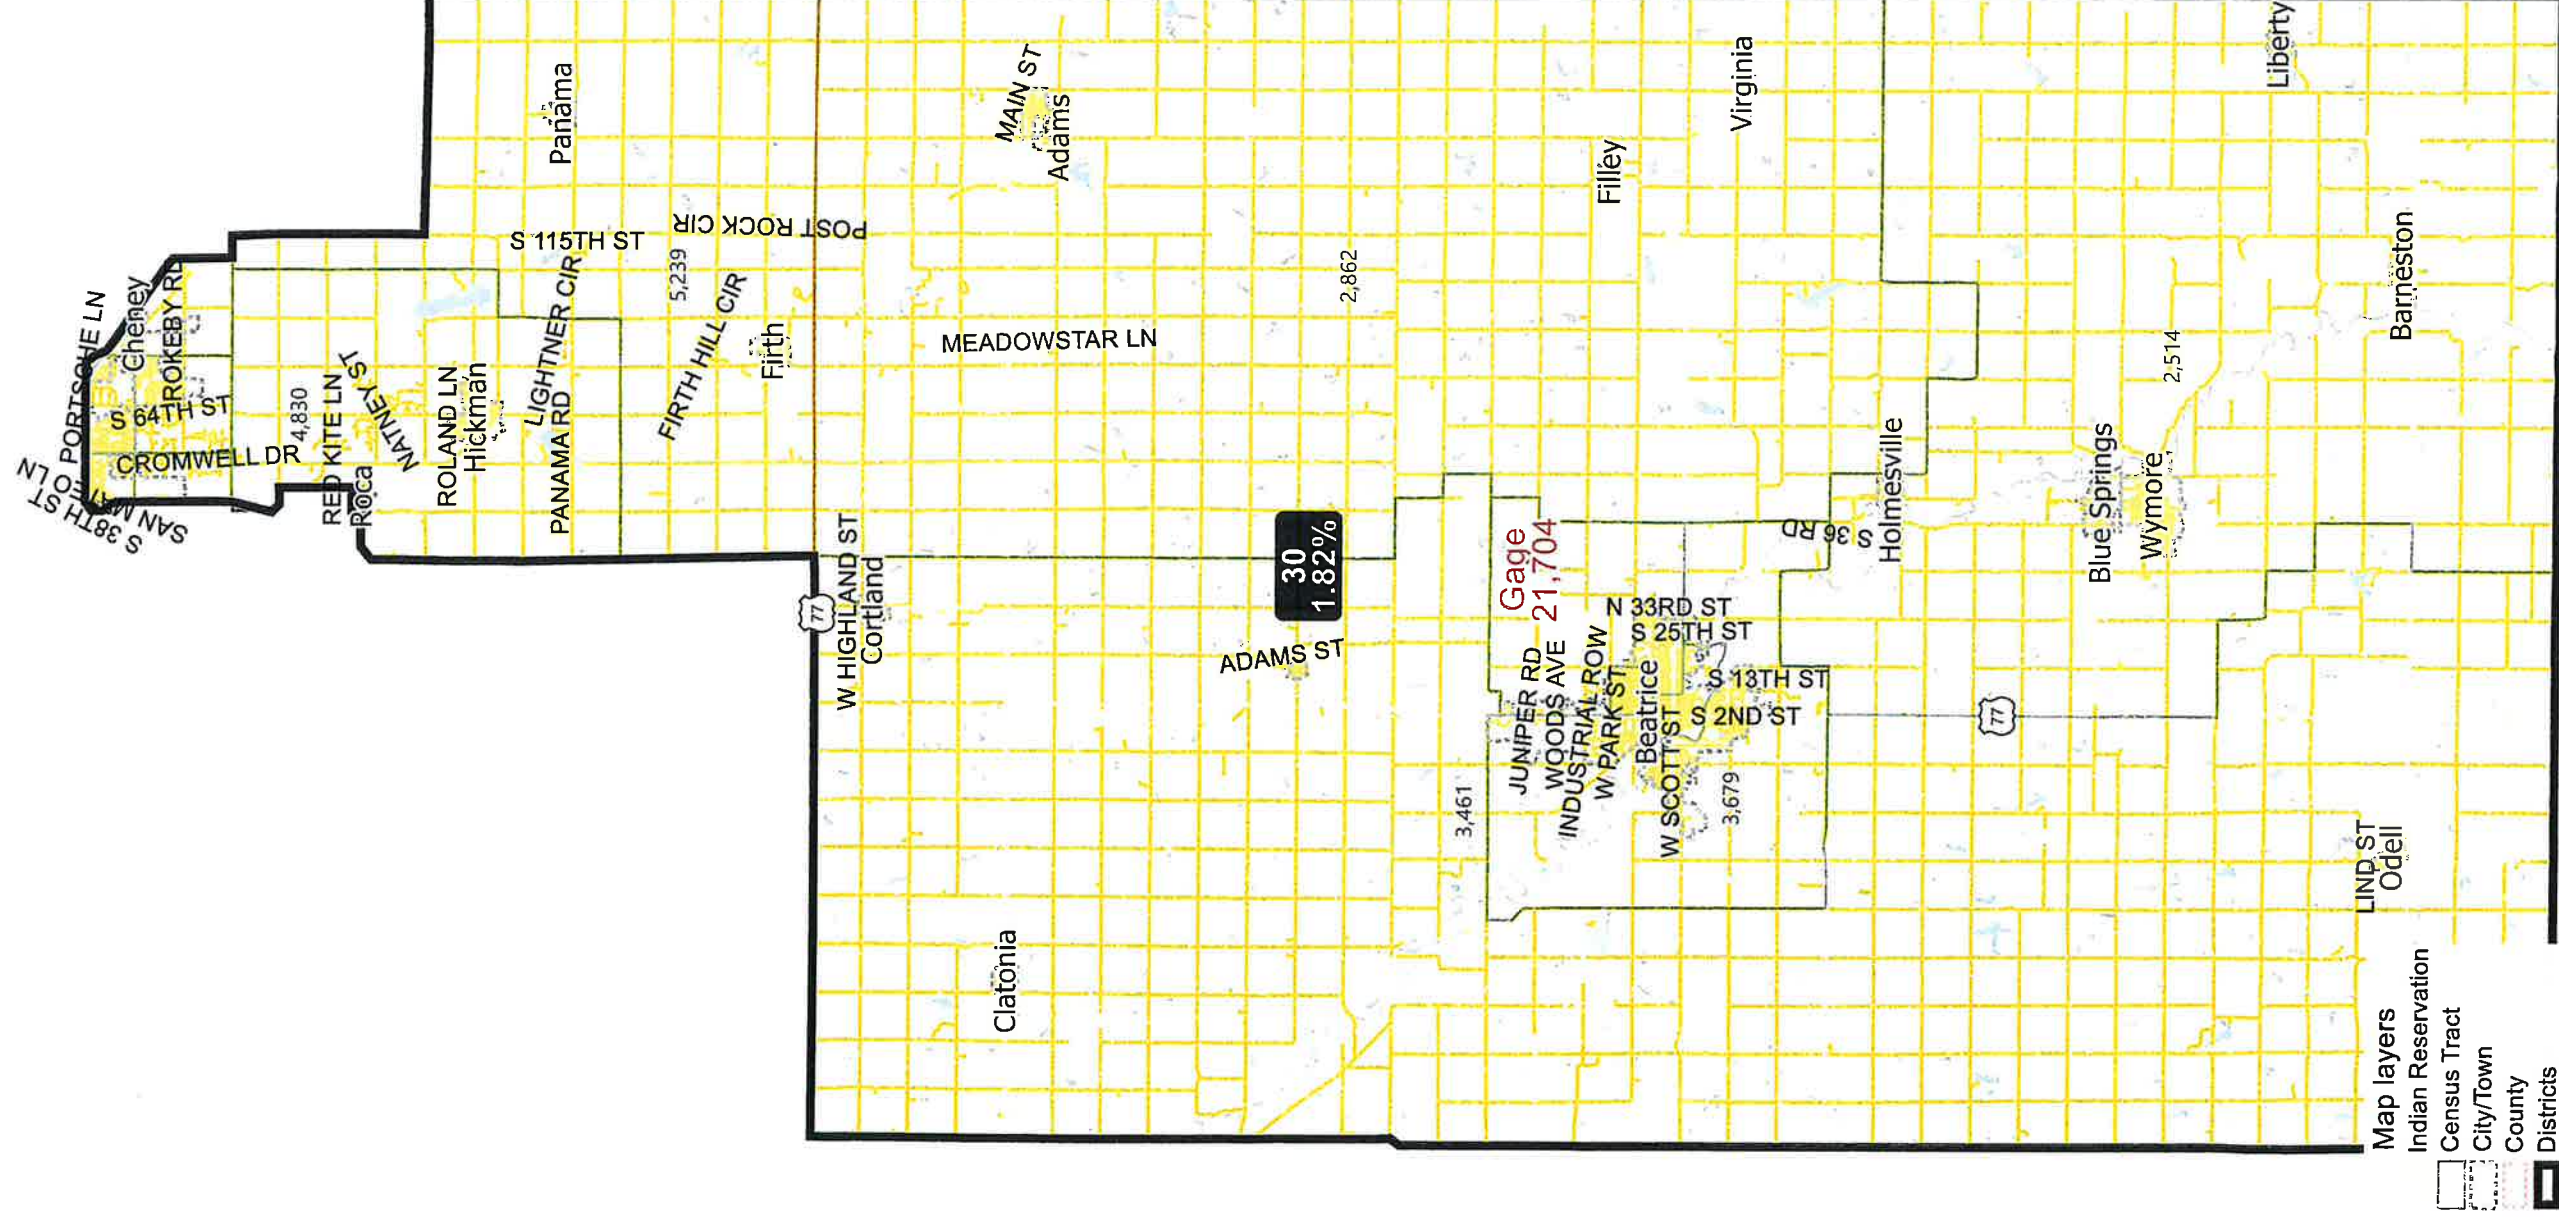 S 38TH ST
SAN MATEO LN
PORTSCHE LN
Cheney
ROKEBY RD
S 64TH ST
CROMWELL DR
4,830
RED KITE LN
Roca
NATNEY ST
ROLAND LN
Hickman
LIGHTNER CIR
PANAMA RD
S 115TH ST
Panama
5,239
POST ROCK CIR
FIRTH HILL CIR
Firth
77
W HIGHLAND ST
Cortland
MEADOWSTAR LN
MAIN ST
Adams
Clatonia
ADAMS ST
30
1.82%
2,862
3,461
Gage
21,704
JUNIPER RD
WOODS AVE
INDUSTRIAL ROW
W PARK ST
Beatrice
W SCOTT ST
N 33RD ST
S 25TH ST
S 13TH ST
S 2ND ST
3,679
Filley
Virginia
S 36 RD
Holmesville
77
Blue Springs
Wymore
2,514
Liberty
Barneston
LIND ST
Odell
Map layers
Indian Reservation
Census Tract
City/Town
County
Districts